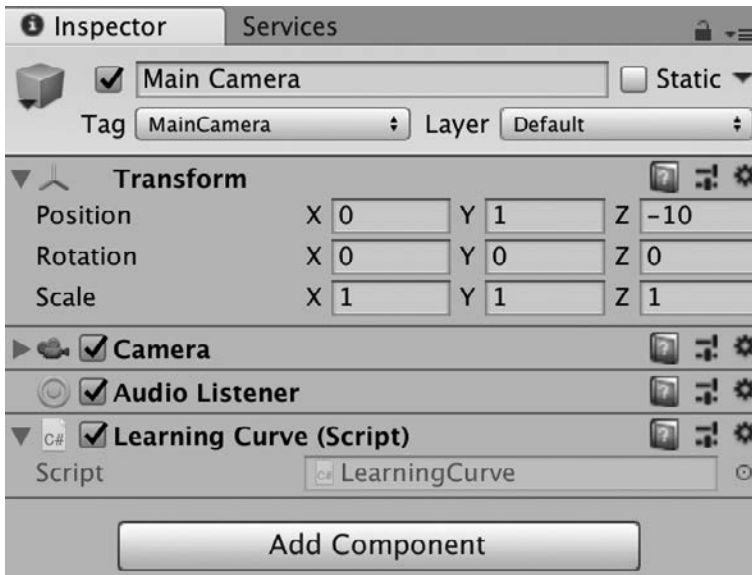 Inspector Services
Main Camera Static
Tag MainCamera Layer Default
Transform
Position X 0 Y 1 Z -10
Rotation X 0 Y 0 Z 0
Scale X 1 Y 1 Z 1
Camera
Audio Listener
C# Learning Curve (Script)
Script C# LearningCurve
Add Component